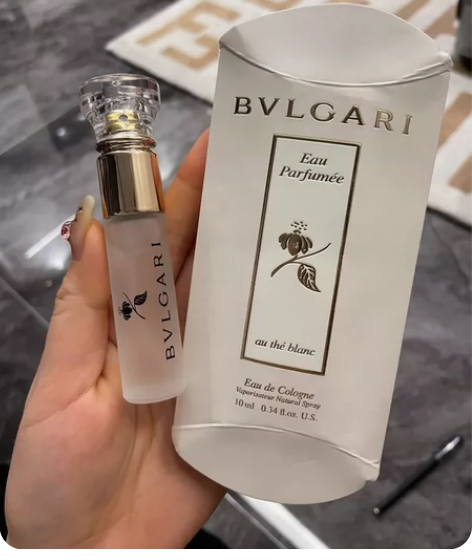 BVLGARI
Eau
Parfumée
au thé blanc
Eau de Cologne
Vaporisateur Natural Spray
10 ml 0.34 fl.oz. U.S.
BVLGARI